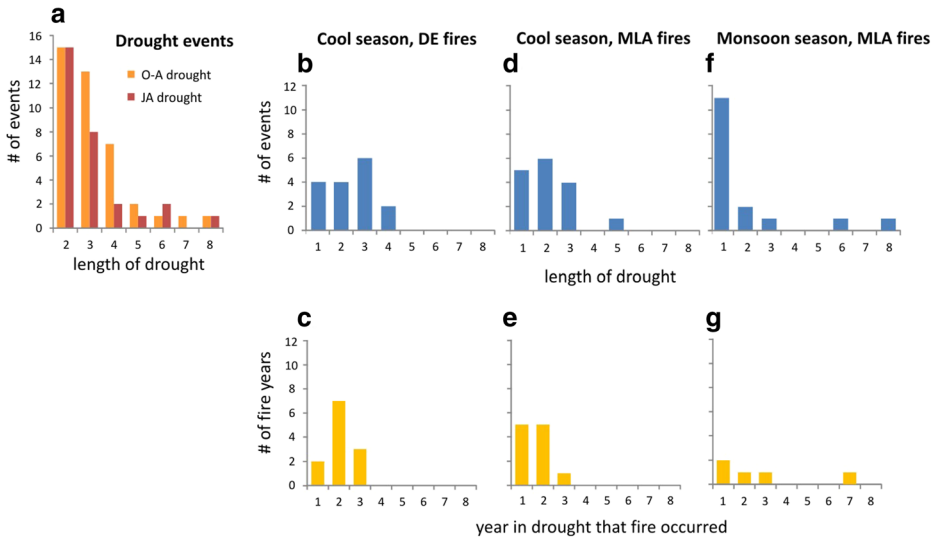 a
Drought events
O-A drought
JA drought
# of events
16
14
12
10
8
6
4
2
0
2 3 4 5 6 7 8
length of drought
Cool season, DE fires
b
# of events
12
10
8
6
4
2
0
1 2 3 4 5 6 7 8
Cool season, MLA fires
d
1 2 3 4 5 6 7 8
Monsoon season, MLA fires
f
1 2 3 4 5 6 7 8
length of drought
c
# of fire years
12
10
8
6
4
2
0
1 2 3 4 5 6 7 8
e
1 2 3 4 5 6 7 8
g
1 2 3 4 5 6 7 8
year in drought that fire occurred